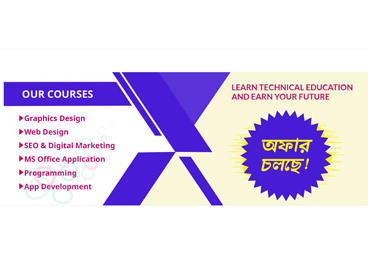 OUR COURSES
Graphics Design
Web Design
SEO & Digital Marketing
MS Office Application
Programming
App Development
LEARN TECHNICAL EDUCATION
AND EARN YOUR FUTURE
অফার
চলছে!